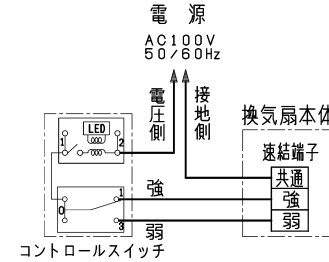 電源
AC100V
50/60Hz
電圧側
接地側
換気扇本体
速結端子
共通
強
弱
LED
1
2
強
1
0
3
弱
コントロールスイッチ